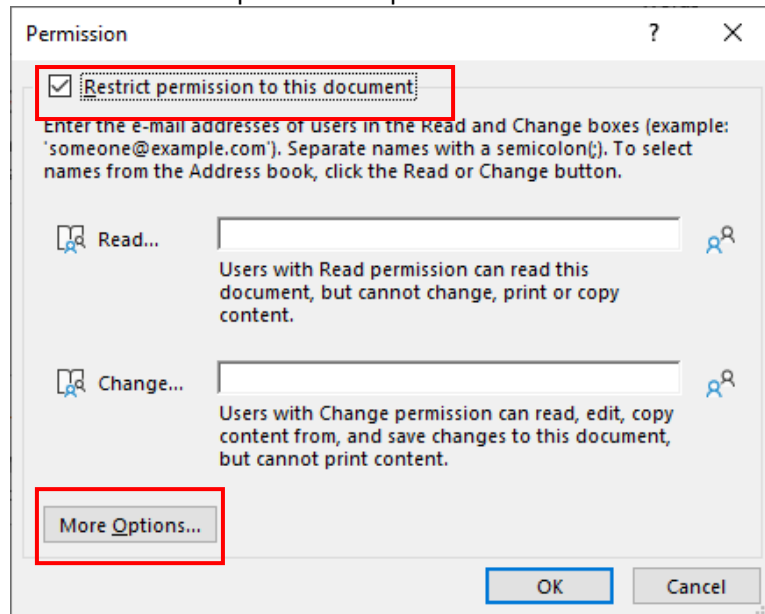 Permission ?
Restrict permission to this document
Enter the e-mail addresses of users in the Read and Change boxes (example:
'someone@example.com'). Separate names with a semicolon(;). To select
names from the Address book, click the Read or Change button.
Read...
Users with Read permission can read this
document, but cannot change, print or copy
content.
Change...
Users with Change permission can read, edit, copy
content from, and save changes to this document,
but cannot print content.
More Options...
OK Cancel